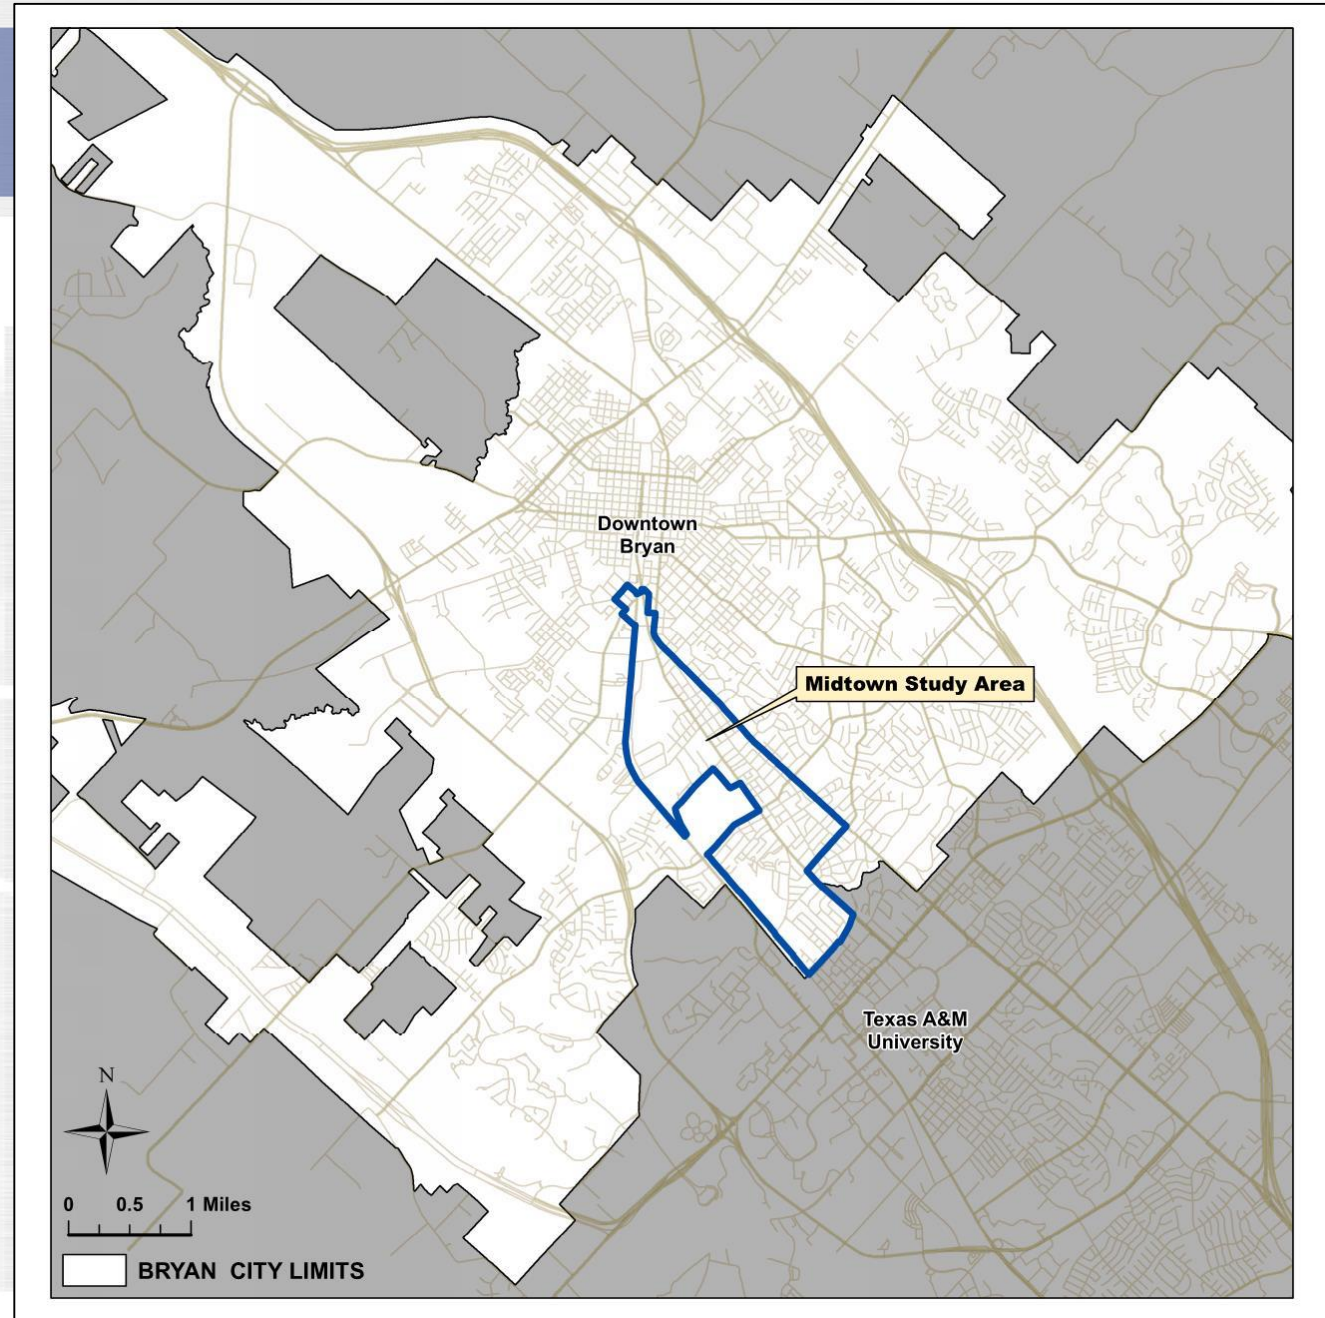 Downtown
Bryan
Midtown Study Area
Texas A&M
University
N
0 0.5 1 Miles
BRYAN CITY LIMITS